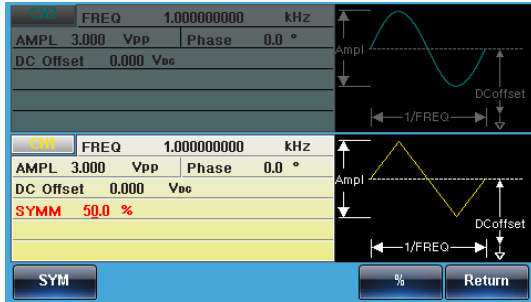 CH2 FREQ 1.000000000 kHz
AMPL 3.000 Vpp Phase 0.0 °
DC Offset 0.000 VDC
Ampl
DCoffset
1/FREQ
CH1 FREQ 1.000000000 kHz
AMPL 3.000 Vpp Phase 0.0 °
DC Offset 0.000 VDC
SYMM 50.0 %
Ampl
DCoffset
1/FREQ
SYM % Return